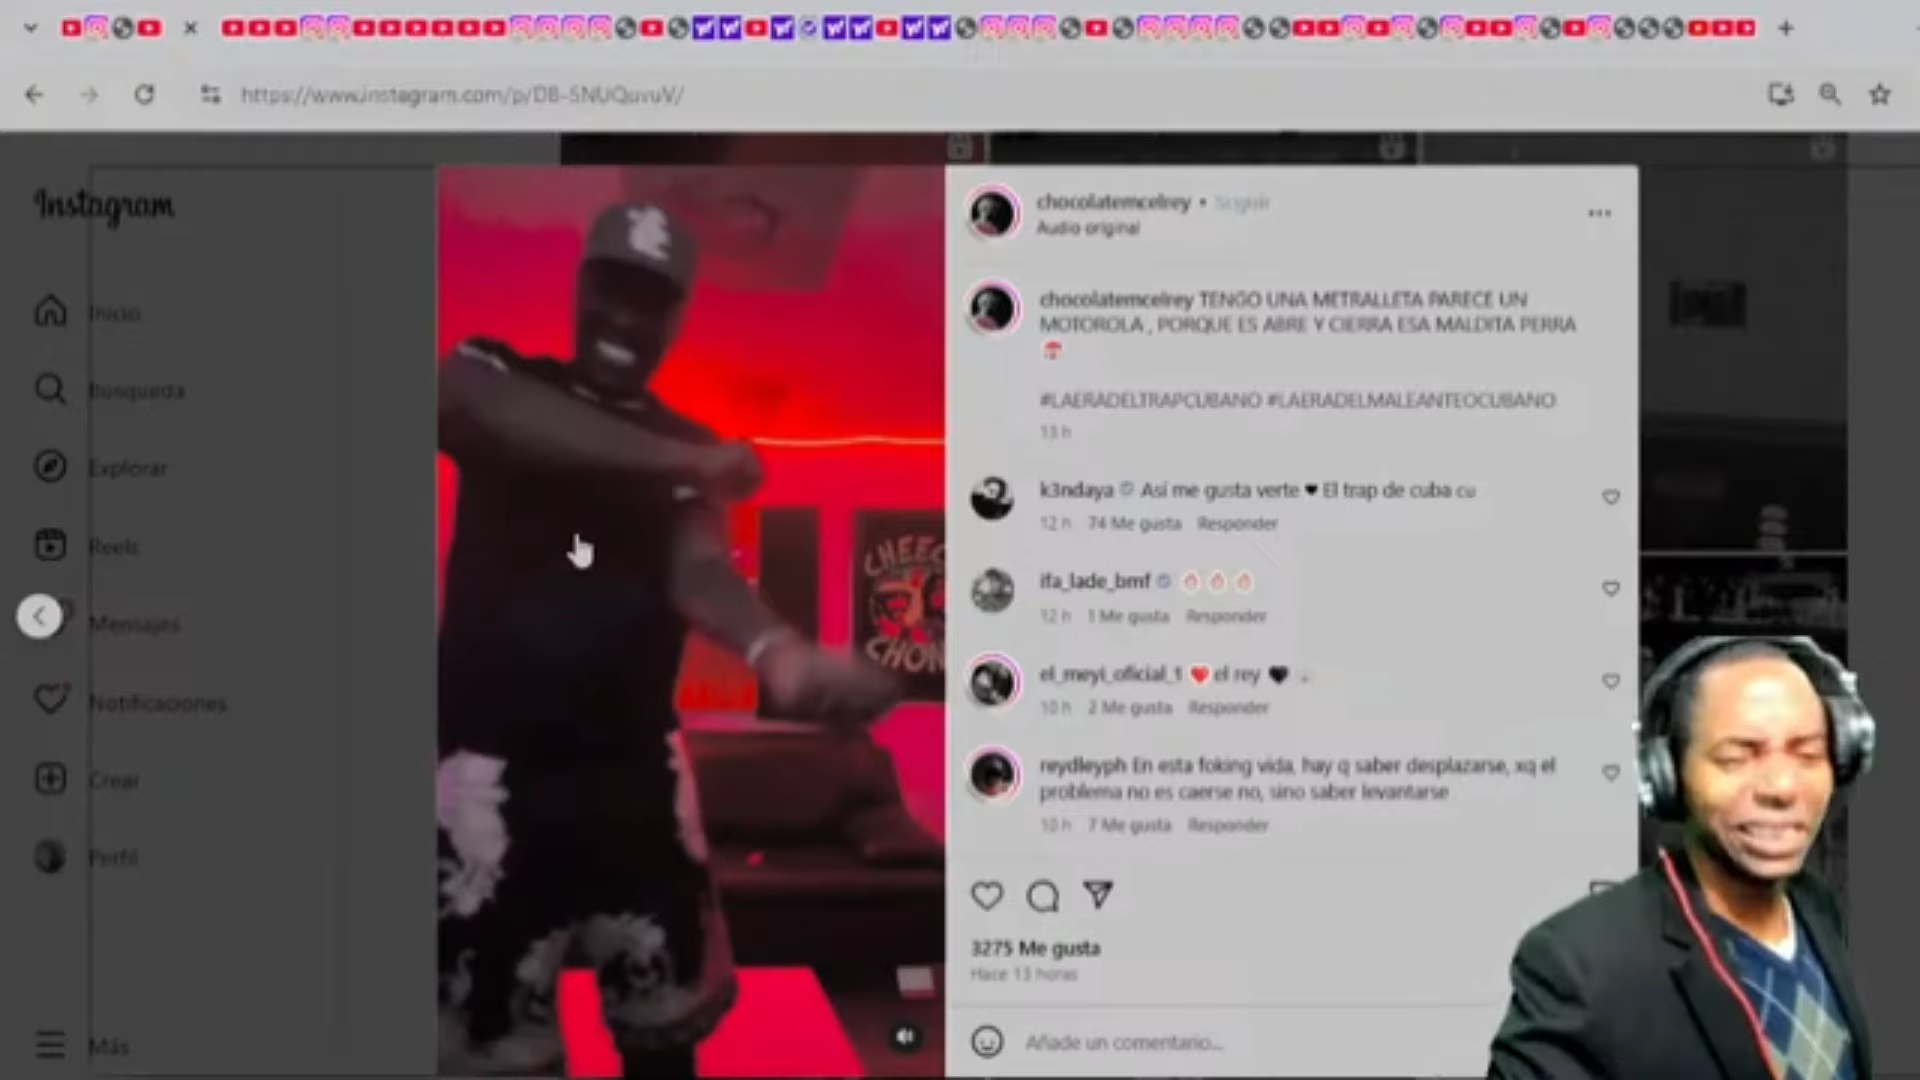 https://www.instagram.com/p/DB-5NUQuvuV/
Instagram
Inicio
Búsqueda
Explorar
Reels
Mensajes
Notificaciones
Crear
Perfil
Más
CHEEC
CHON
chocolatemcelrey • Seguir
Audio original
chocolatemcelrey TENGO UNA METRALLETA PARECE UN
MOTOROLA , PORQUE ES ABRE Y CIERRA ESA MALDITA PERRA
#LAERADELTRAPCUBANO #LAERADELMALEANTEOCUBANO
13 h
k3ndaya Así me gusta verte ♥ El trap de cuba cu
12 h 74 Me gusta Responder
ifa_lade_bmf
12 h 1 Me gusta Responder
el_meyi_oficial_1 ❤️ el rey 🖤
10 h 2 Me gusta Responder
reydleyph En esta foking vida, hay q saber desplazarse, xq el
problema no es caerse no, sino saber levantarse
10 h 7 Me gusta Responder
3275 Me gusta
Hace 13 horas
Añade un comentario...